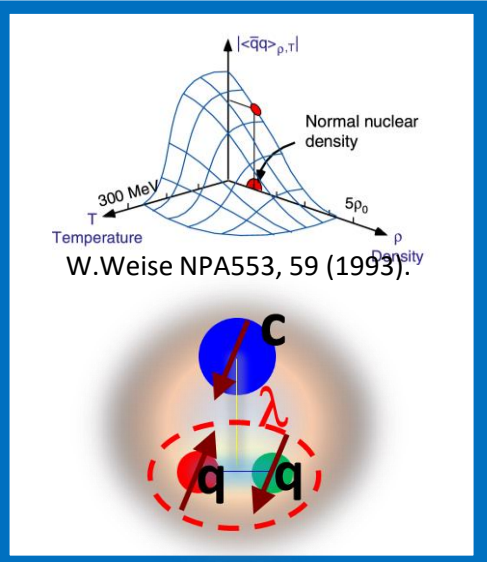 |<q̄q>ρ,T|
Normal nuclear
density
300 MeV
T
Temperature
5ρ₀
ρ
Density
W.Weise NPA553, 59 (1993).
c
λ
q q